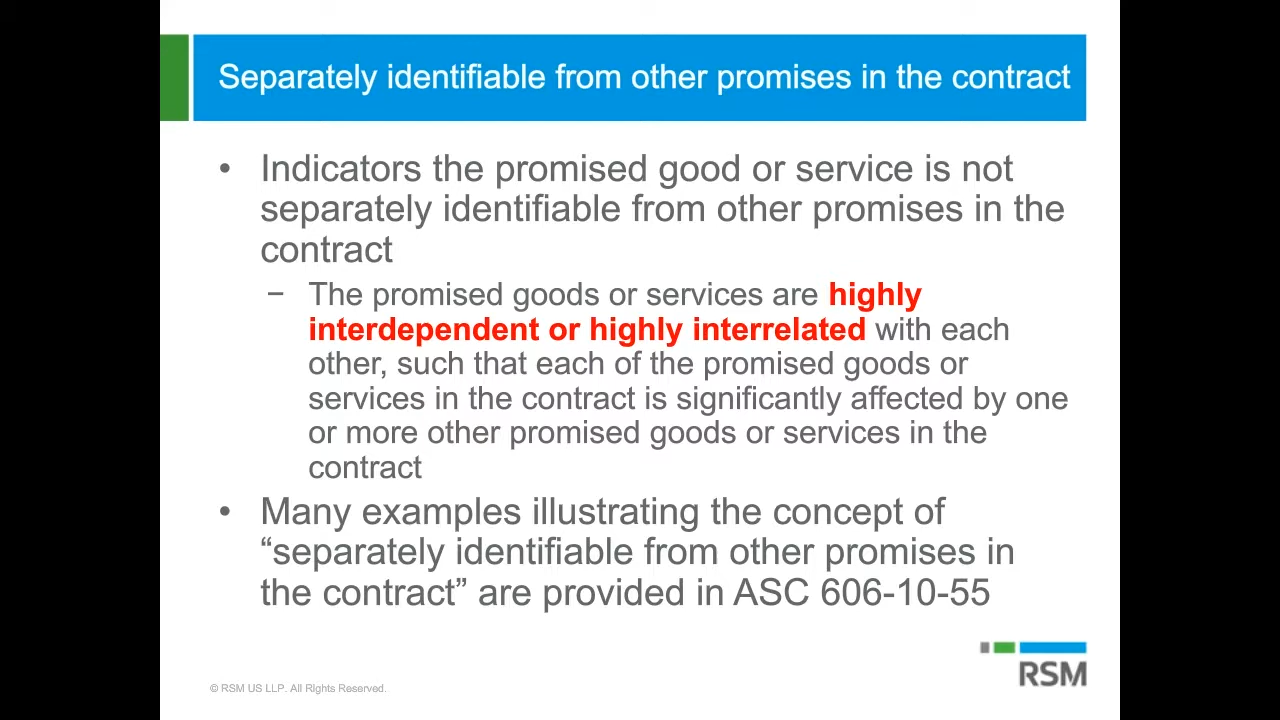 Separately identifiable from other promises in the contract
• Indicators the promised good or service is not
separately identifiable from other promises in the
contract
− The promised goods or services are highly
interdependent or highly interrelated with each
other, such that each of the promised goods or
services in the contract is significantly affected by one
or more other promised goods or services in the
contract
• Many examples illustrating the concept of
“separately identifiable from other promises in
the contract” are provided in ASC 606-10-55
RSM
© RSM US LLP. All Rights Reserved.